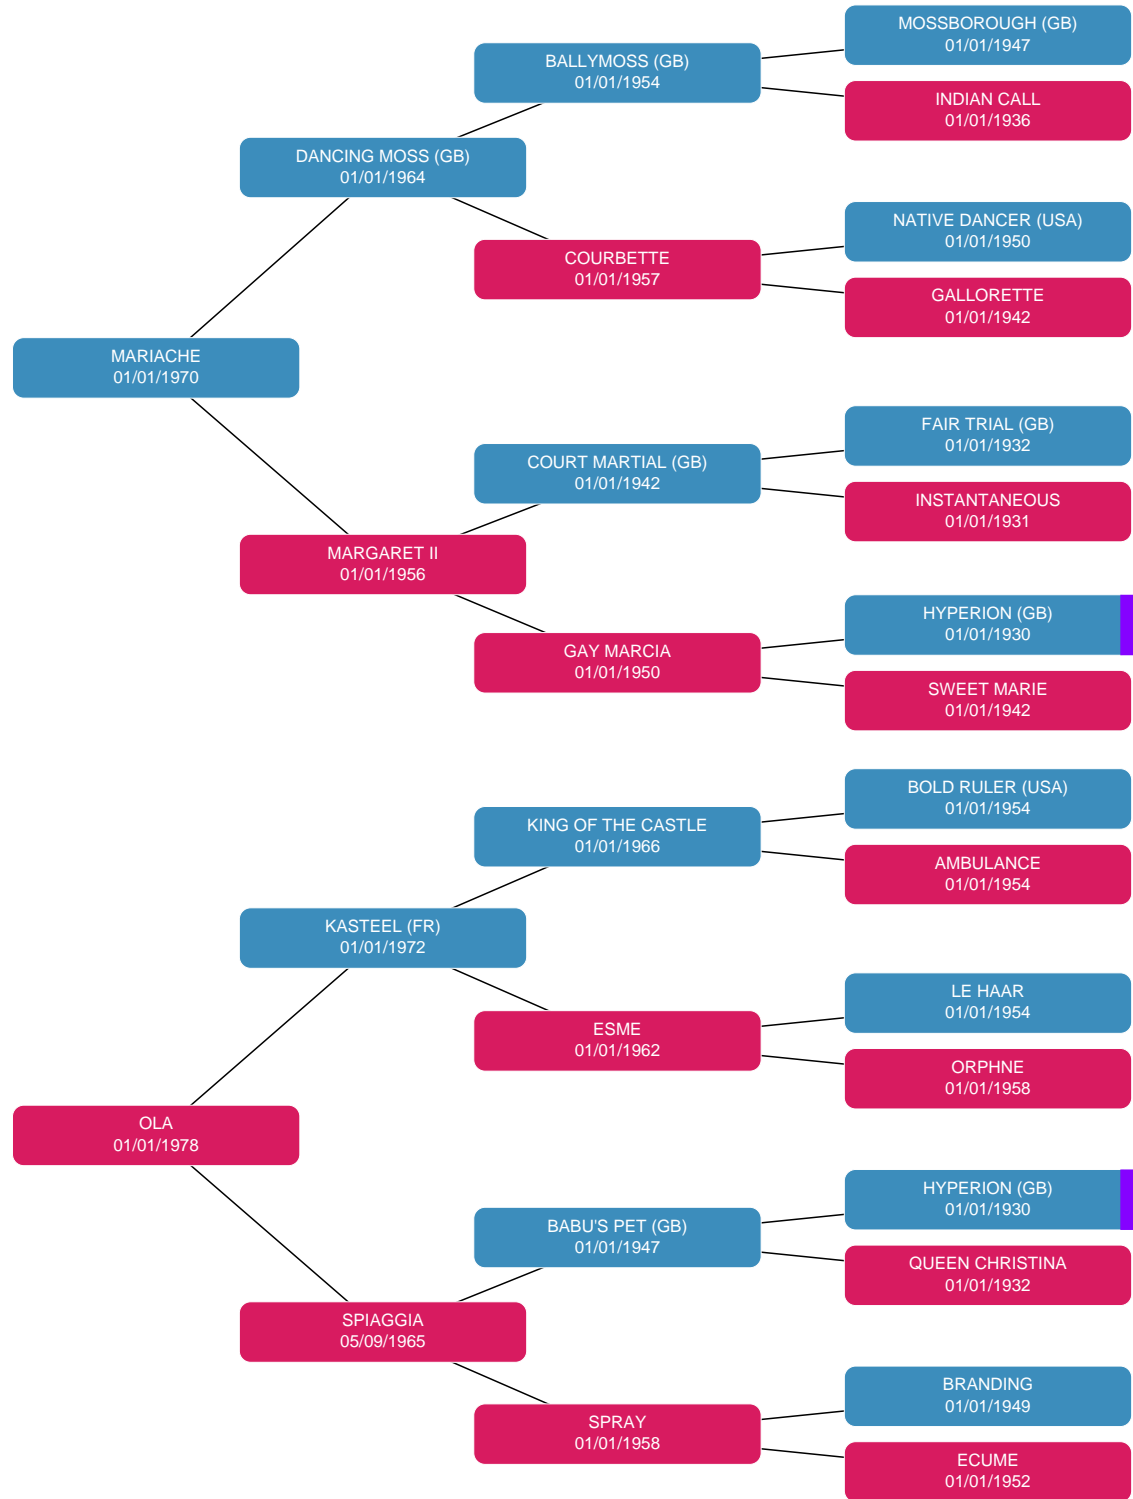 MOSSBOROUGH (GB)
01/01/1947
BALLYMOSS (GB)
01/01/1954
INDIAN CALL
01/01/1936
DANCING MOSS (GB)
01/01/1964
NATIVE DANCER (USA)
01/01/1950
COURBETTE
01/01/1957
GALLORETTE
01/01/1942
MARIACHE
01/01/1970
FAIR TRIAL (GB)
01/01/1932
COURT MARTIAL (GB)
01/01/1942
INSTANTANEOUS
01/01/1931
MARGARET II
01/01/1956
HYPERION (GB)
01/01/1930
GAY MARCIA
01/01/1950
SWEET MARIE
01/01/1942
BOLD RULER (USA)
01/01/1954
KING OF THE CASTLE
01/01/1966
AMBULANCE
01/01/1954
KASTEEL (FR)
01/01/1972
LE HAAR
01/01/1954
ESME
01/01/1962
ORPHNE
01/01/1958
OLA
01/01/1978
HYPERION (GB)
01/01/1930
BABU'S PET (GB)
01/01/1947
QUEEN CHRISTINA
01/01/1932
SPIAGGIA
05/09/1965
BRANDING
01/01/1949
SPRAY
01/01/1958
ECUME
01/01/1952